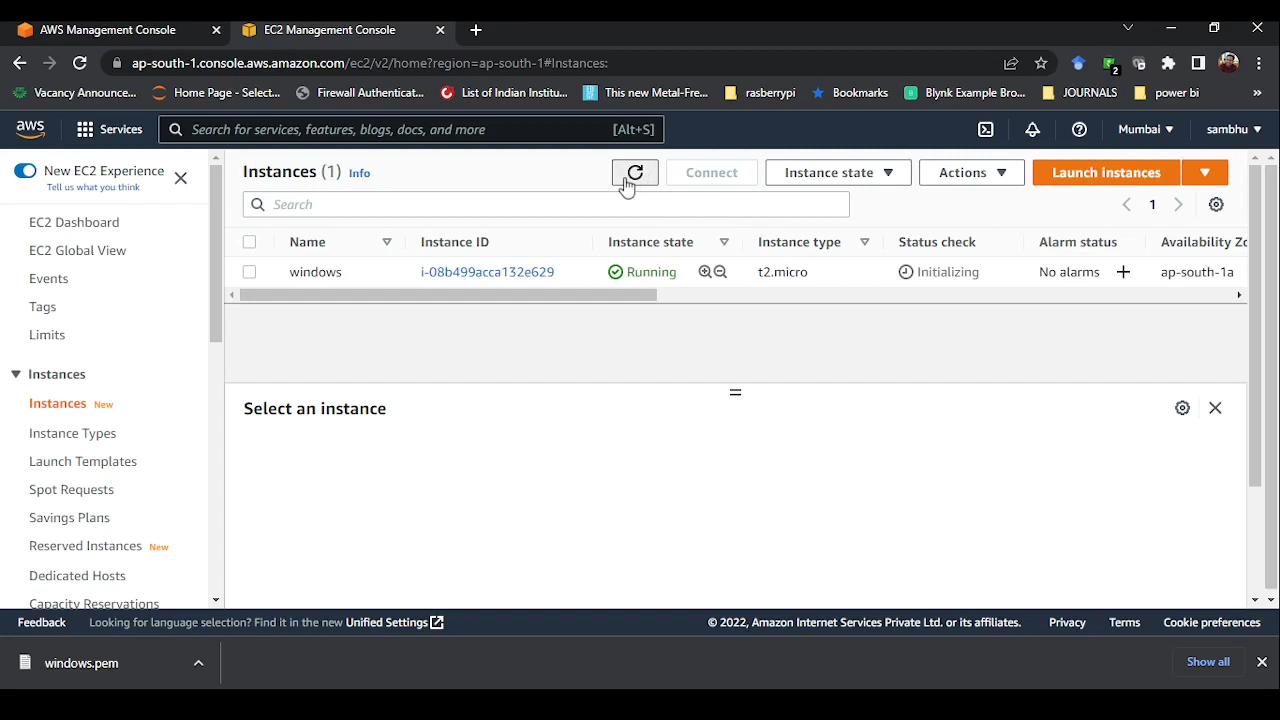 AWS Management Console
EC2 Management Console
ap-south-1.console.aws.amazon.com/ec2/v2/home?region=ap-south-1#Instances:
2
Vacancy Announce...
Home Page - Select...
Firewall Authenticat...
List of Indian Institu...
This new Metal-Fre...
rasberrypi
Bookmarks
Blynk Example Bro...
JOURNALS
power bi
aws
Services
Search for services, features, blogs, docs, and more [Alt+S]
Mumbai
sambhu
New EC2 Experience
Tell us what you think
EC2 Dashboard
EC2 Global View
Events
Tags
Limits
Instances
Instances New
Instance Types
Launch Templates
Spot Requests
Savings Plans
Reserved Instances New
Dedicated Hosts
Capacity Reservations
Instances (1) Info
Connect
Instance state
Actions
Launch instances
Search
1
Name Instance ID Instance state Instance type Status check Alarm status Availability Zo
windows i-08b499acca132e629 Running t2.micro Initializing No alarms + ap-south-1a
Select an instance
Feedback
Looking for language selection? Find it in the new Unified Settings
© 2022, Amazon Internet Services Private Ltd. or its affiliates.
Privacy
Terms
Cookie preferences
windows.pem
Show all